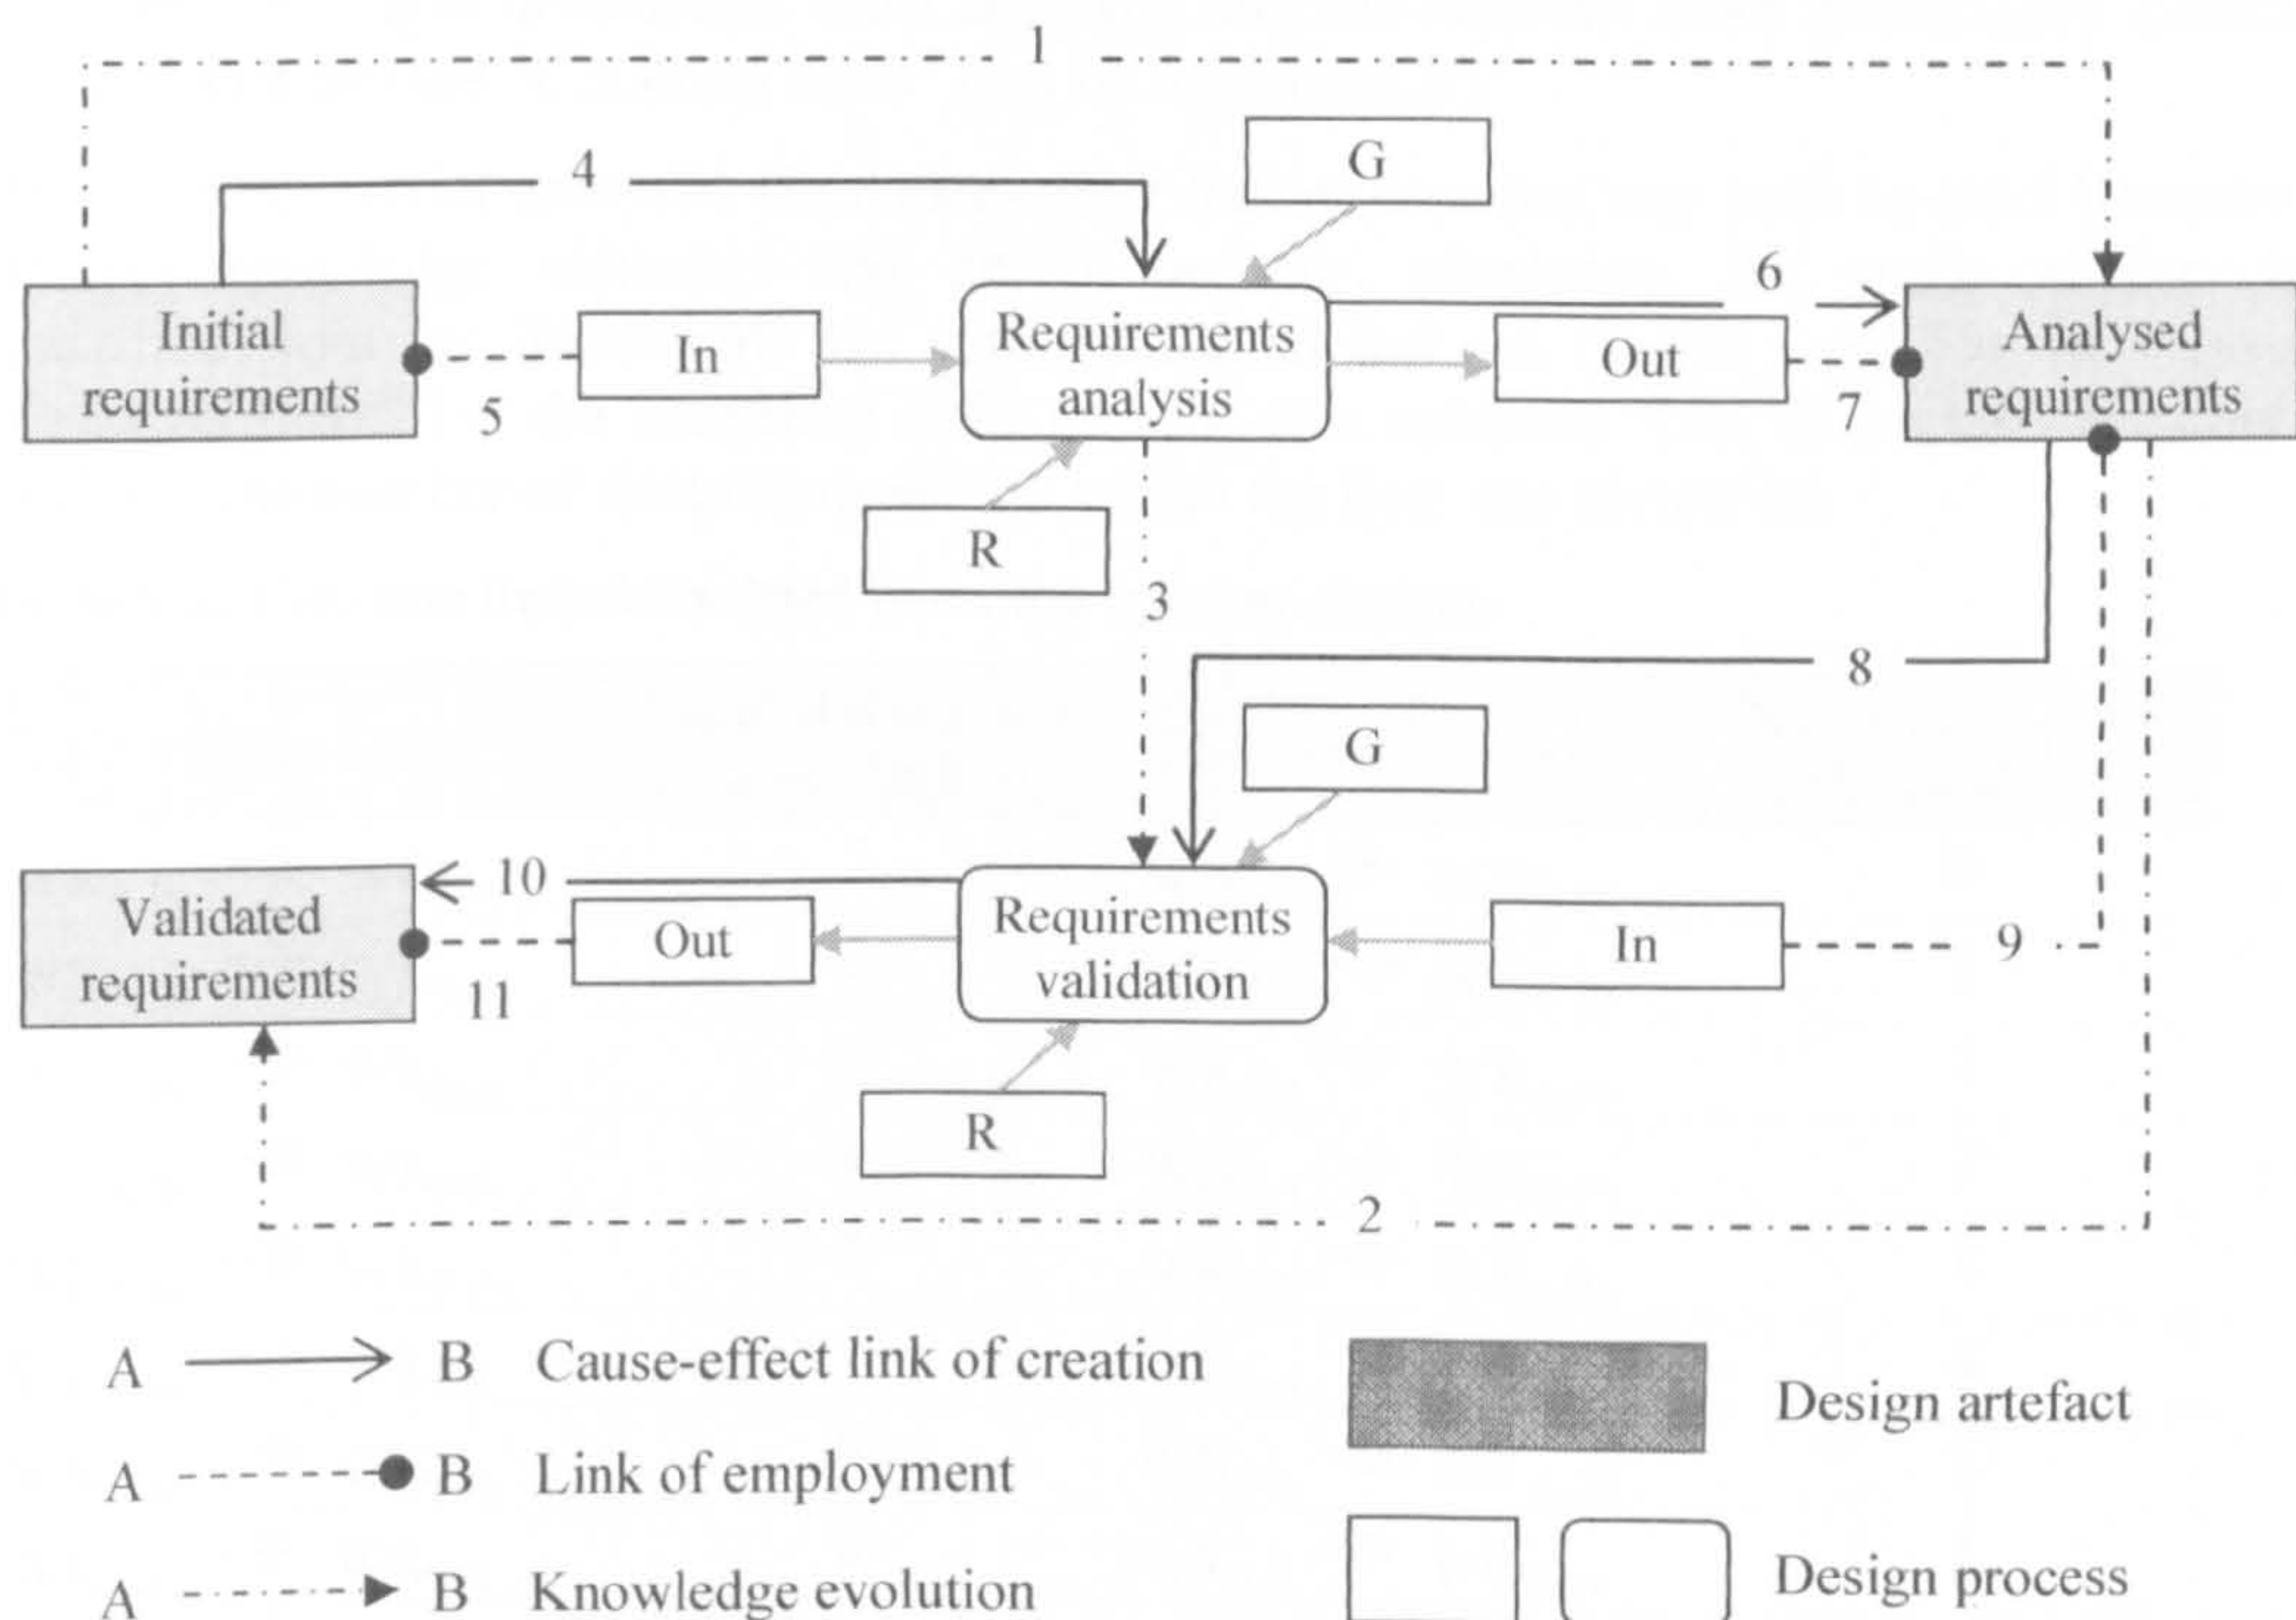 1
4
G
6
Initial
requirements
In
Requirements
analysis
Out
Analysed
requirements
5
7
R
3
8
G
10
Validated
requirements
Out
Requirements
validation
In
9
11
R
2
A B Cause-effect link of creation
Design artefact
A B Link of employment
A B Knowledge evolution
Design process